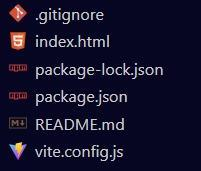 .gitignore
index.html
package-lock.json
package.json
README.md
vite.config.js